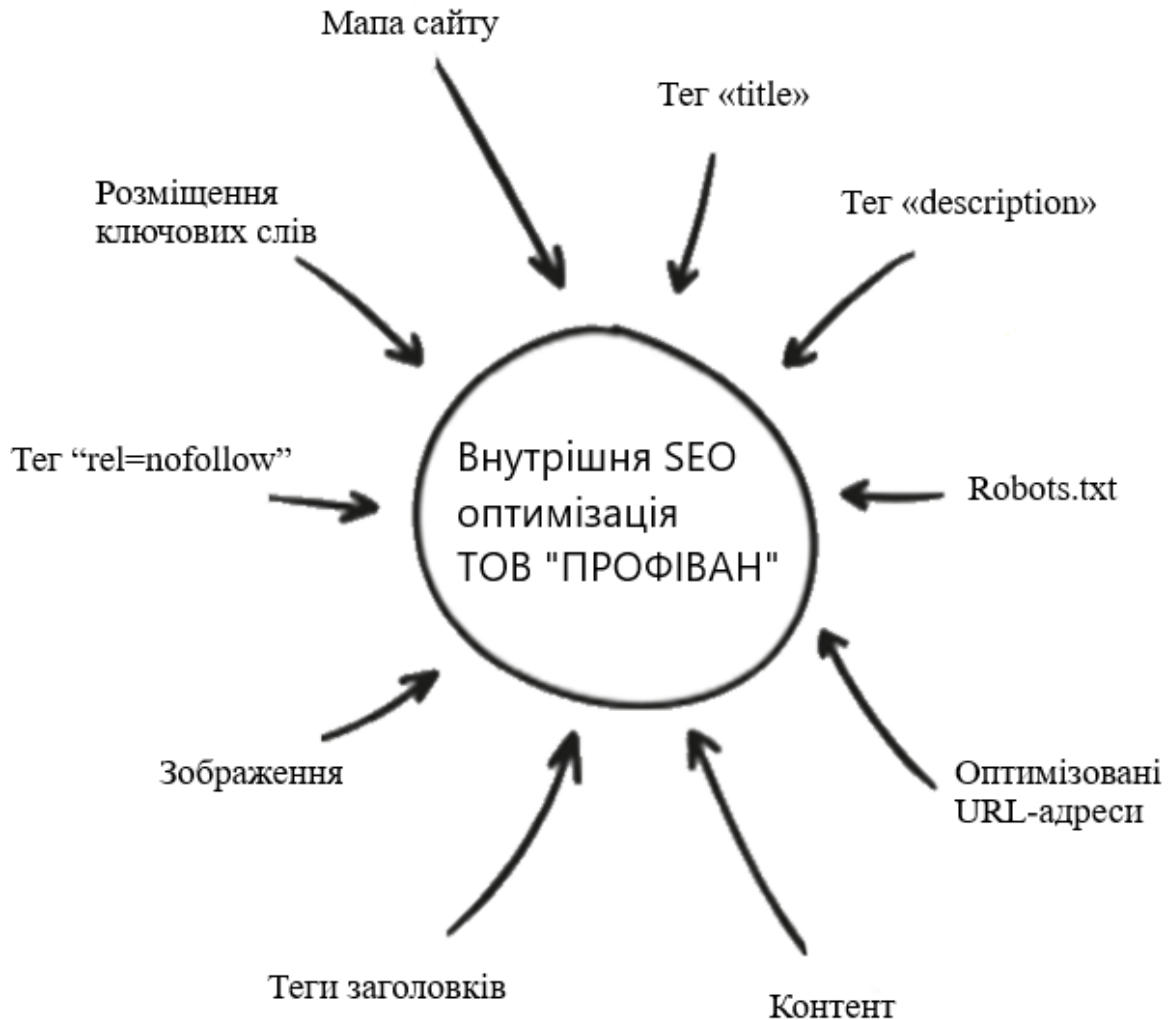 Мапа сайту
Тег «title»
Розміщення
ключових слів
Тег «description»
Тег “rel=nofollow”
Внутрішня SEO
оптимізація
ТОВ "ПРОФІВАН"
Robots.txt
Зображення
Оптимізовані
URL-адреси
Теги заголовків
Контент